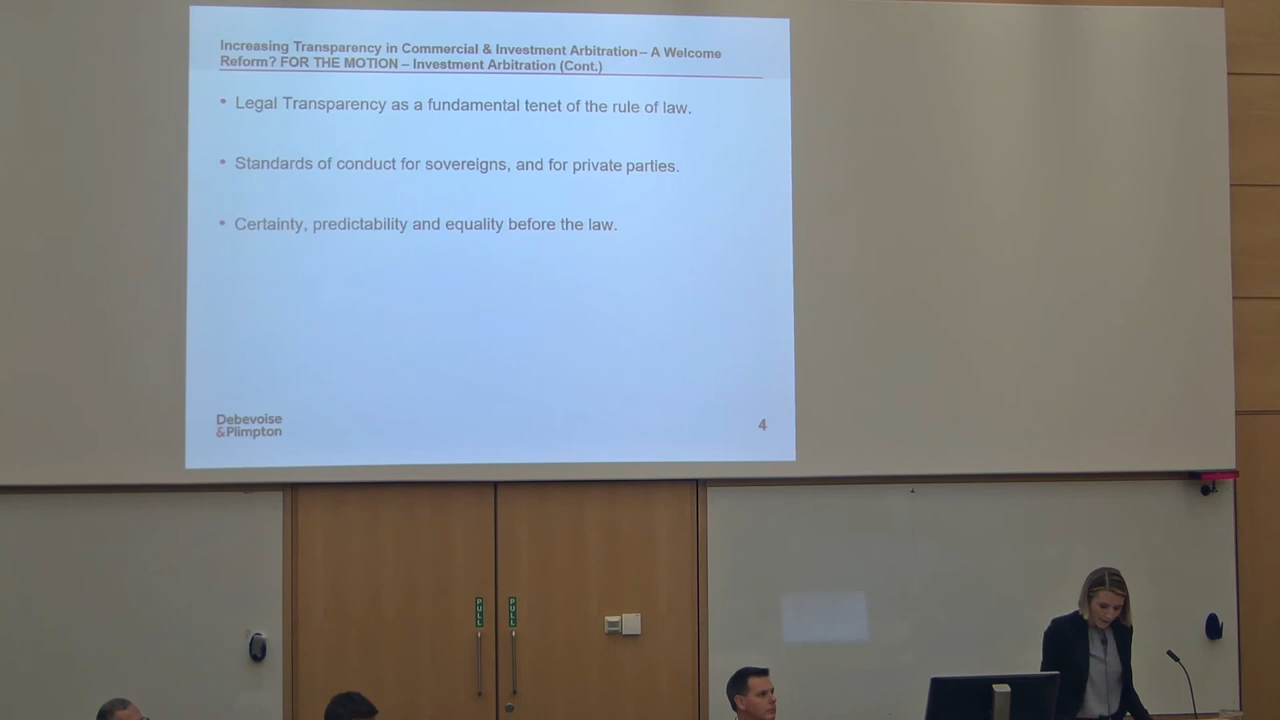 Increasing Transparency in Commercial & Investment Arbitration – A Welcome
Reform? FOR THE MOTION – Investment Arbitration (Cont.)
• Legal Transparency as a fundamental tenet of the rule of law.
• Standards of conduct for sovereigns, and for private parties.
• Certainty, predictability and equality before the law.
Debevoise
&Plimpton
4
PULL
PULL